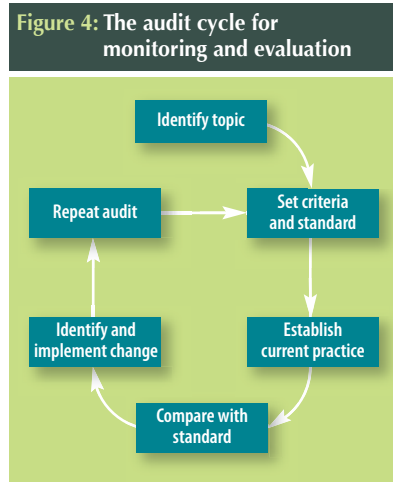 Figure 4: The audit cycle for
monitoring and evaluation
Identify topic
Set criteria
and standard
Establish
current practice
Compare with
standard
Identify and
implement change
Repeat audit